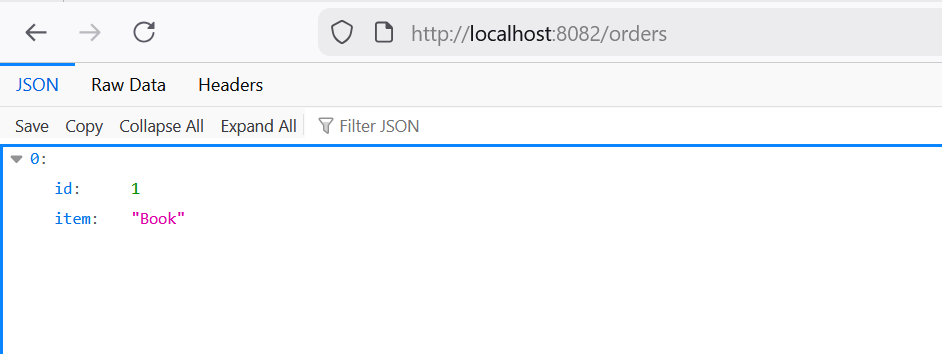 http://localhost:8082/orders
JSON Raw Data Headers
Save Copy Collapse All Expand All Filter JSON
0:
id: 1
item: "Book"